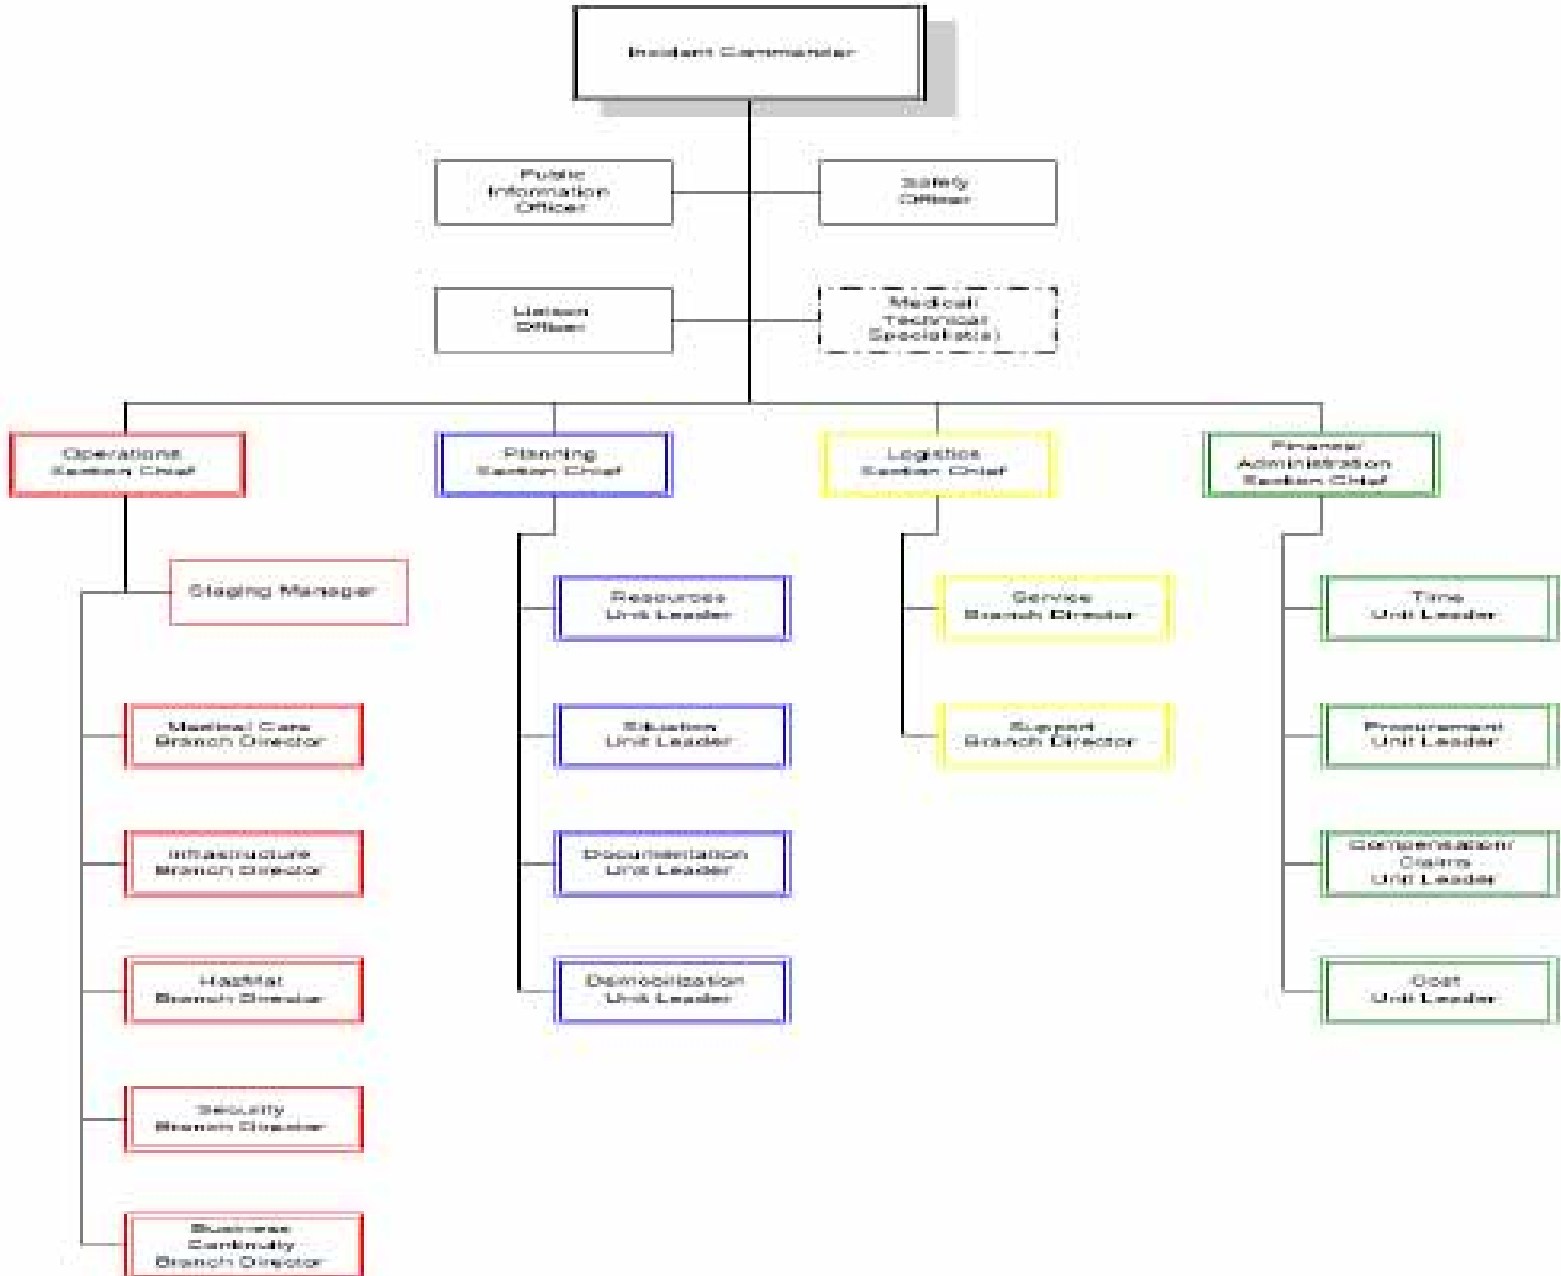 Incident Commander
Public
Information
Officer
Safety
Officer
Liaison
Officer
Medical/
Technical
Specialist(s)
Operations
Section Chief
Planning
Section Chief
Logistics
Section Chief
Finance/
Administration
Section Chief
Staging Manager
Resources
Unit Leader
Service
Branch Director
Time
Unit Leader
Medical Care
Branch Director
Situation
Unit Leader
Support
Branch Director
Procurement
Unit Leader
Infrastructure
Branch Director
Documentation
Unit Leader
Compensation/
Claims
Unit Leader
HazMat
Branch Director
Demobilization
Unit Leader
Cost
Unit Leader
Security
Branch Director
Business
Continuity
Branch Director